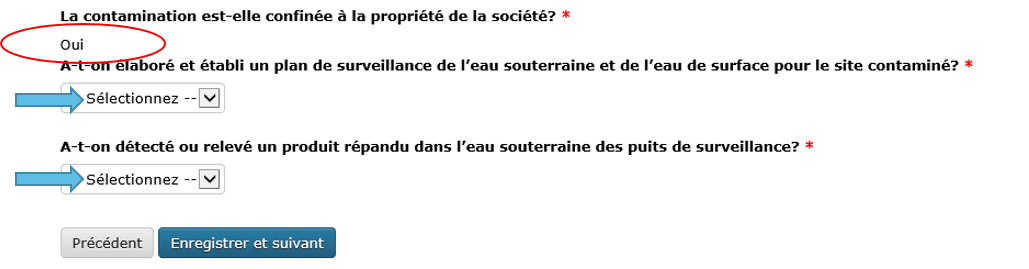 La contamination est-elle confinée à la propriété de la société? *
Oui
A-t-on élaboré et établi un plan de surveillance de l’eau souterraine et de l’eau de surface pour le site contaminé? *
Sélectionnez --
A-t-on détecté ou relevé un produit répandu dans l’eau souterraine des puits de surveillance? *
Sélectionnez --
Précédent Enregistrer et suivant